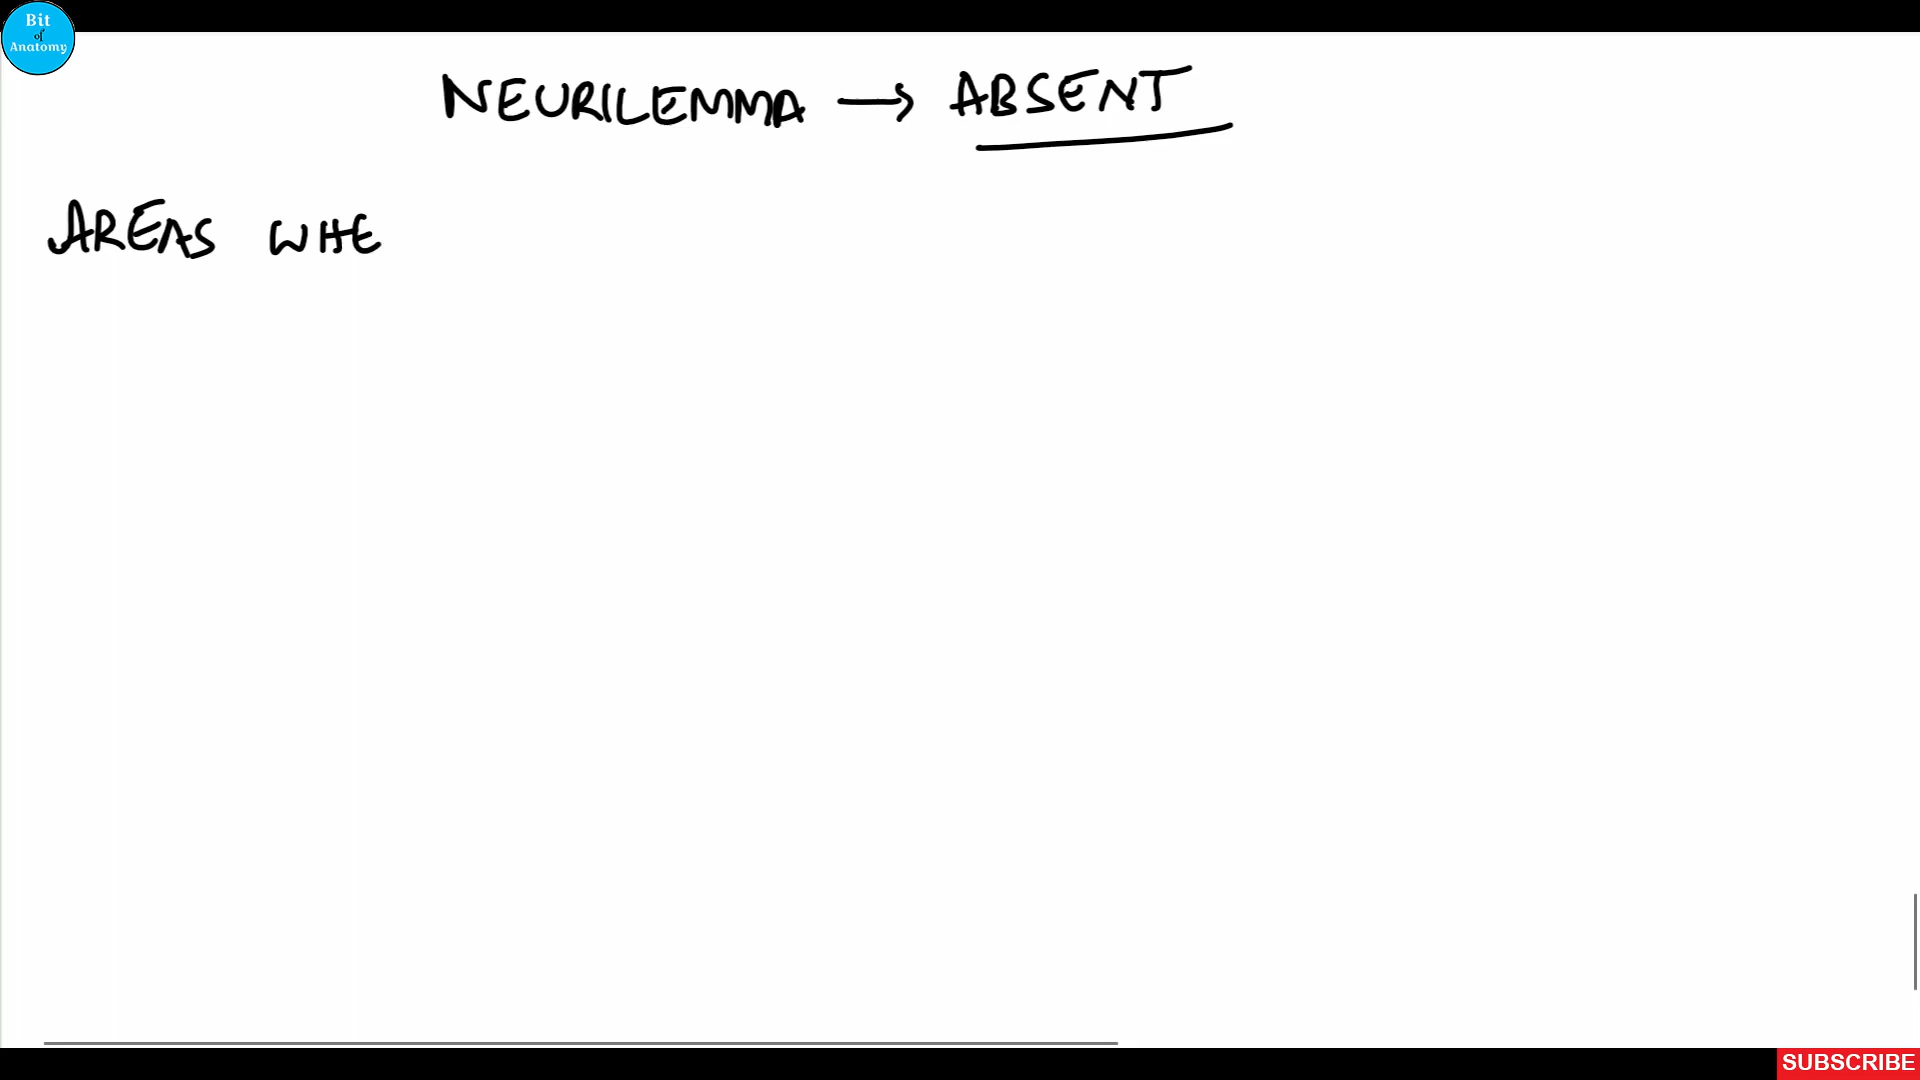 Bit
of
Anatomy
NEURILEMMA → ABSENT
AREAS WHE
SUBSCRIBE